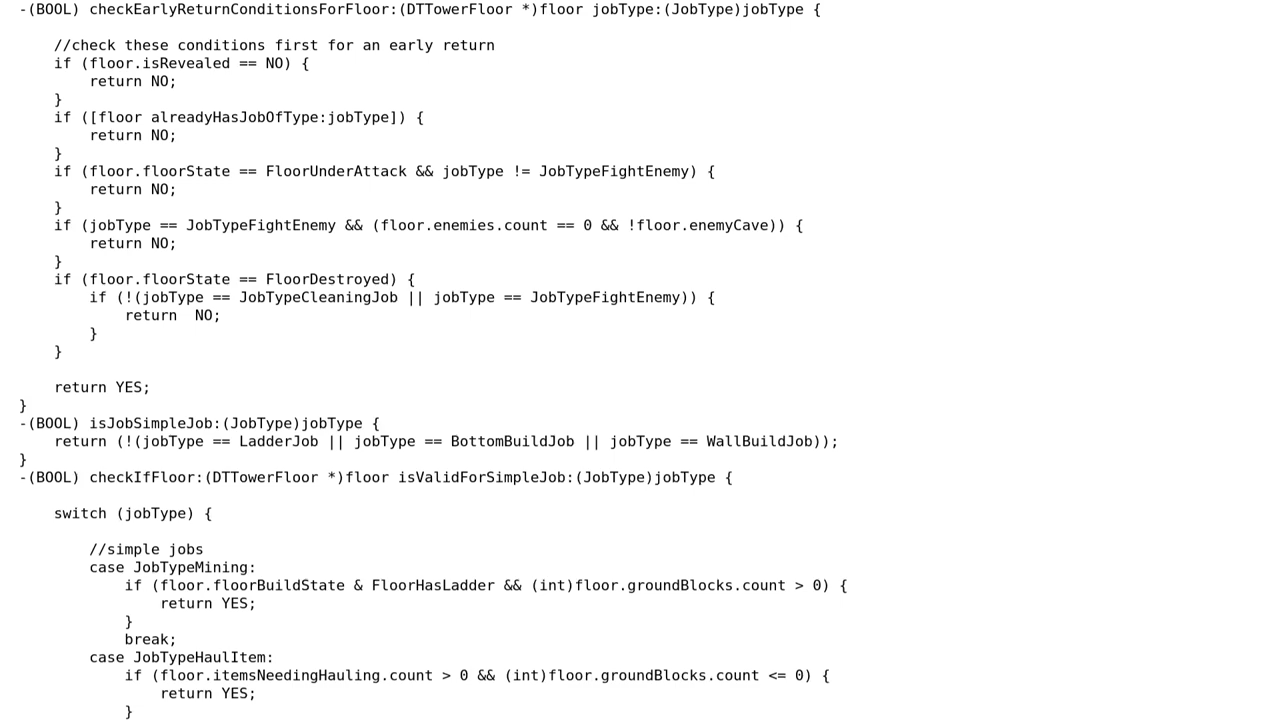 -(BOOL) checkEarlyReturnConditionsForFloor:(DTTowerFloor *)floor jobType:(JobType)jobType {
    //check these conditions first for an early return
    if (floor.isRevealed == NO) {
        return NO;
    }
    if ([floor alreadyHasJobOfType:jobType]) {
        return NO;
    }
    if (floor.floorState == FloorUnderAttack && jobType != JobTypeFightEnemy) {
        return NO;
    }
    if (jobType == JobTypeFightEnemy && (floor.enemies.count == 0 && !floor.enemyCave)) {
        return NO;
    }
    if (floor.floorState == FloorDestroyed) {
        if (!(jobType == JobTypeCleaningJob || jobType == JobTypeFightEnemy)) {
            return  NO;
        }
    }
    return YES;
}
-(BOOL) isJobSimpleJob:(JobType)jobType {
    return (!(jobType == LadderJob || jobType == BottomBuildJob || jobType == WallBuildJob));
}
-(BOOL) checkIfFloor:(DTTowerFloor *)floor isValidForSimpleJob:(JobType)jobType {
    switch (jobType) {
        //simple jobs
        case JobTypeMining:
            if (floor.floorBuildState & FloorHasLadder && (int)floor.groundBlocks.count > 0) {
                return YES;
            }
            break;
        case JobTypeHaulItem:
            if (floor.itemsNeedingHauling.count > 0 && (int)floor.groundBlocks.count <= 0) {
                return YES;
            }